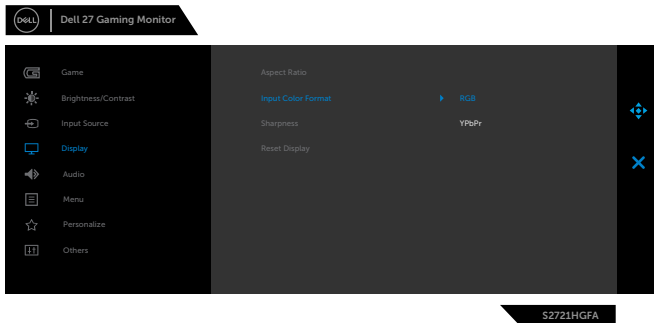 DELL Dell 27 Gaming Monitor
Game Aspect Ratio
Brightness/Contrast Input Color Format RGB
Input Source Sharpness YPbPr
Display Reset Display
Audio
Menu
Personalize
Others
S2721HGFA